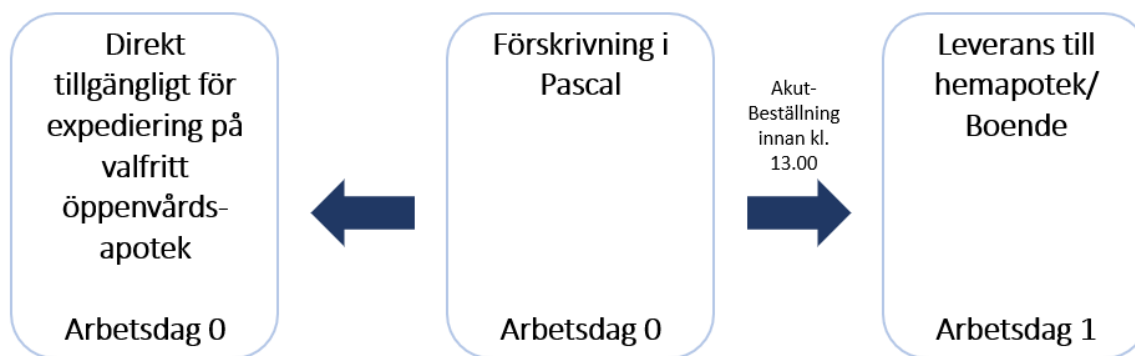 Direkt
tillgängligt för
expediering på
valfritt
öppenvårds-
apotek
Arbetsdag 0
Förskrivning i
Pascal
Arbetsdag 0
Akut-
Beställning
innan kl.
13.00
Leverans till
hemapotek/
Boende
Arbetsdag 1